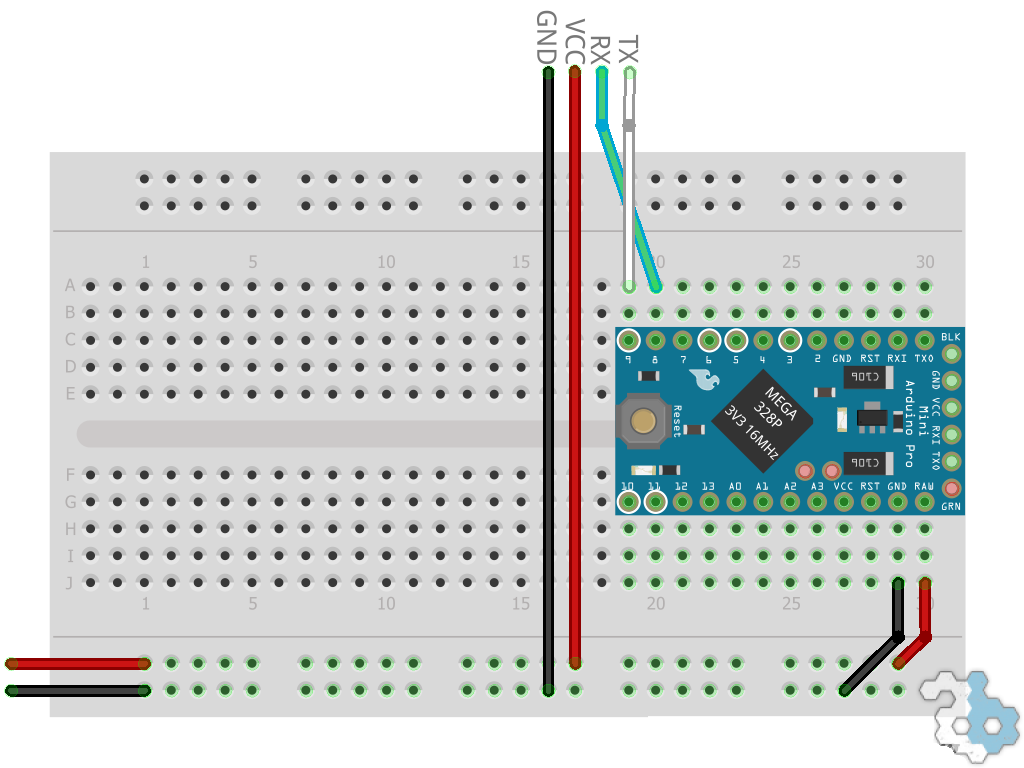 GND VCC RX TX
1 5 10 15 20 25 30
A
B
C
D
E
9 8 7 6 5 4 3 2 GND RST RXI TXO BLK
GND VCC RXI TXO
Reset
MEGA
328P
3V3 16MHz
Arduino Pro
Mini
C106
C106
10 11 12 13 A0 A1 A2 A3 VCC RST GND RAW
GRN
F
G
H
I
J
1 5 10 15 20 25 30